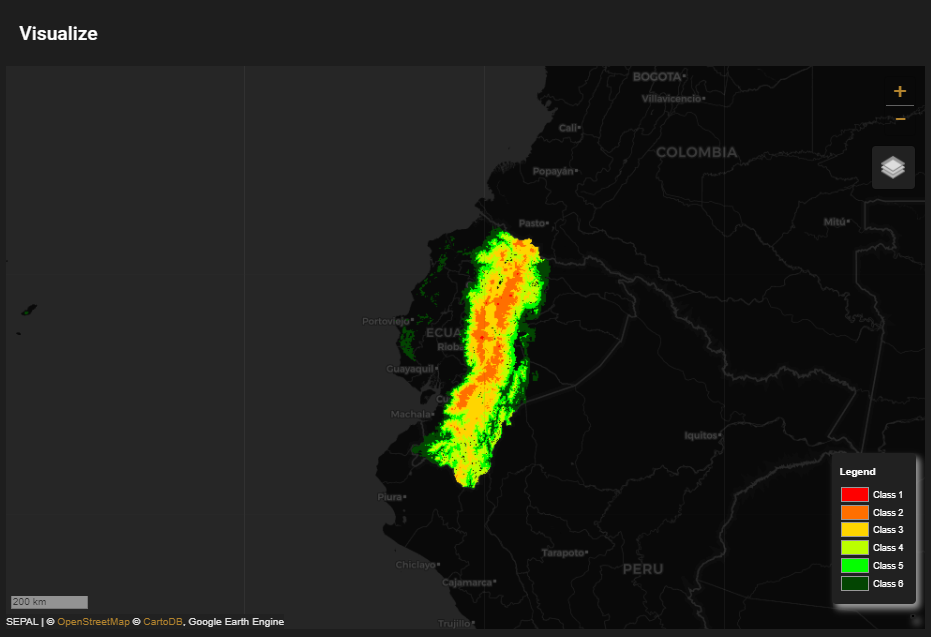 Visualize
BOGOTA
Villavicencio
Cali
COLOMBIA
Popayán
Pasto
Mitú
Portoviejo
ECUA
Rioba
Guayaquil
Cu
Machala
Iquitos
Piura
Tarapoto
Chiclayo
PERU
Cajamarca
Trujillo
+
−
Legend
Class 1
Class 2
Class 3
Class 4
Class 5
Class 6
200 km
SEPAL | © OpenStreetMap © CartoDB, Google Earth Engine